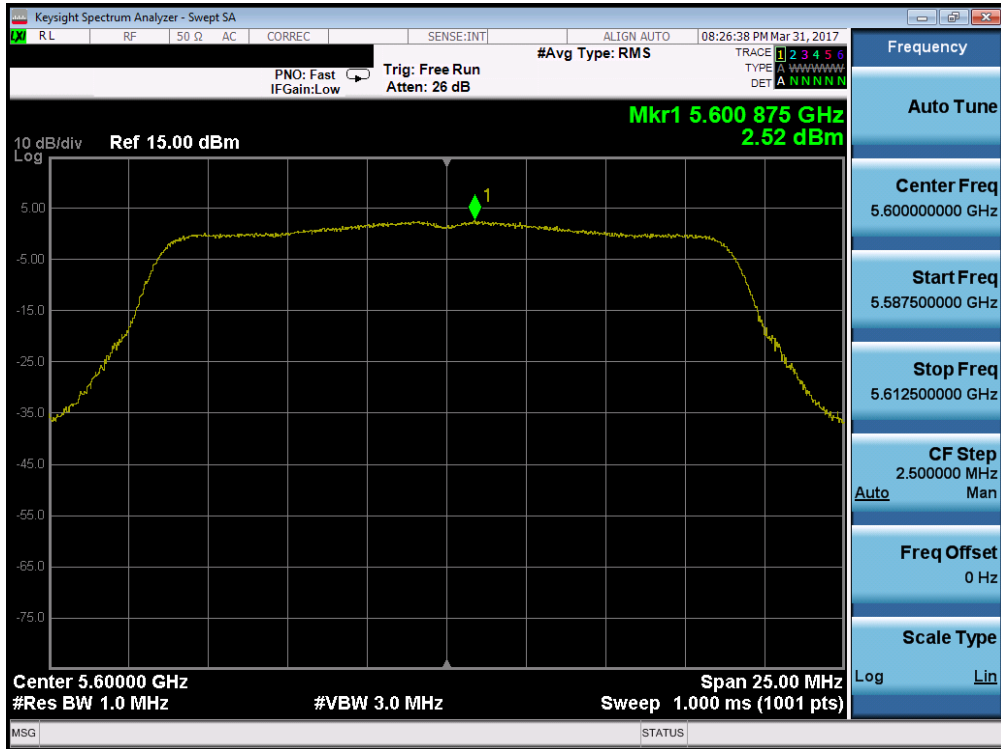 Keysight Spectrum Analyzer - Swept SA
LXI RL RF 50 Ω AC CORREC SENSE:INT ALIGN AUTO 08:26:38 PM Mar 31, 2017
#Avg Type: RMS
TRACE 1 2 3 4 5 6
TYPE A WWWWW
DET A N N N N N
PNO: Fast
IFGain:Low
Trig: Free Run
Atten: 26 dB
Mkr1 5.600 875 GHz
2.52 dBm
10 dB/div
Log
Ref 15.00 dBm
1
5.00
-5.00
-15.0
-25.0
-35.0
-45.0
-55.0
-65.0
-75.0
Center 5.60000 GHz
Span 25.00 MHz
#Res BW 1.0 MHz
#VBW 3.0 MHz
Sweep 1.000 ms (1001 pts)
MSG
STATUS
Frequency
Auto Tune
Center Freq
5.600000000 GHz
Start Freq
5.587500000 GHz
Stop Freq
5.612500000 GHz
CF Step
2.500000 MHz
Auto Man
Freq Offset
0 Hz
Scale Type
Log Lin